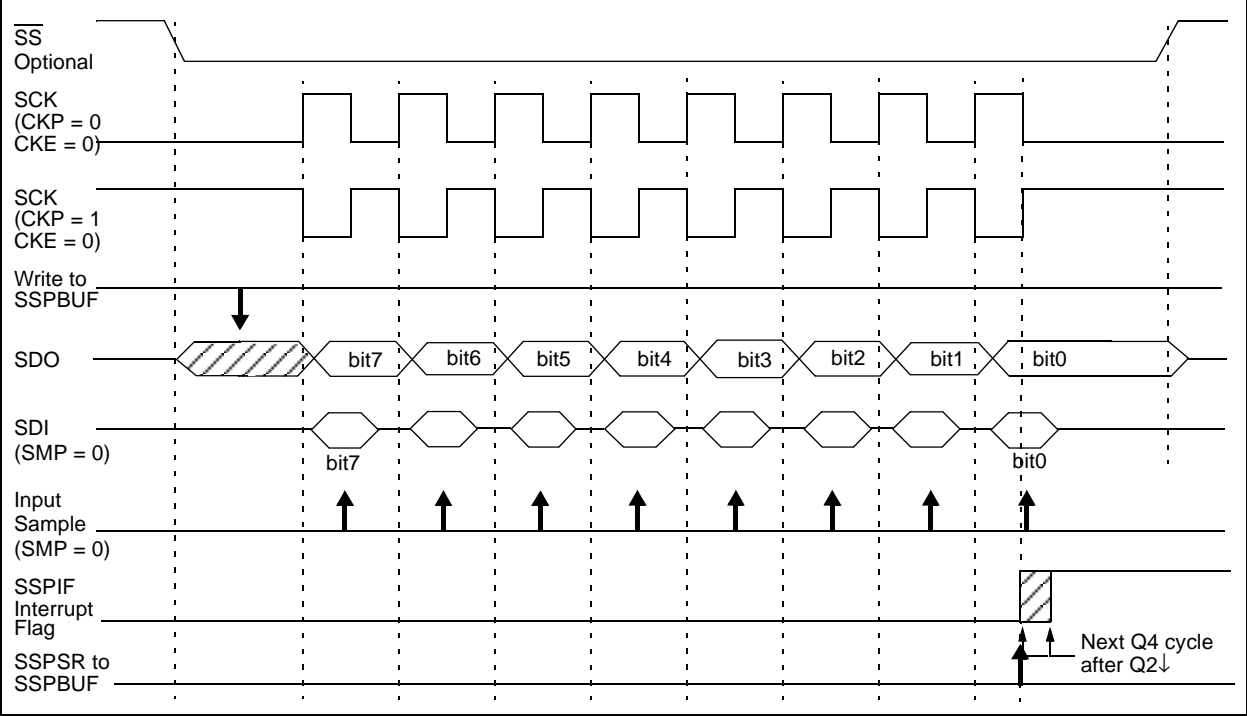 SS
Optional
SCK
(CKP = 0
CKE = 0)
SCK
(CKP = 1
CKE = 0)
Write to
SSPBUF
SDO
bit7 bit6 bit5 bit4 bit3 bit2 bit1 bit0
SDI
(SMP = 0)
bit7 bit0
Input
Sample
(SMP = 0)
SSPIF
Interrupt
Flag
Next Q4 cycle
after Q2↓
SSPSR to
SSPBUF